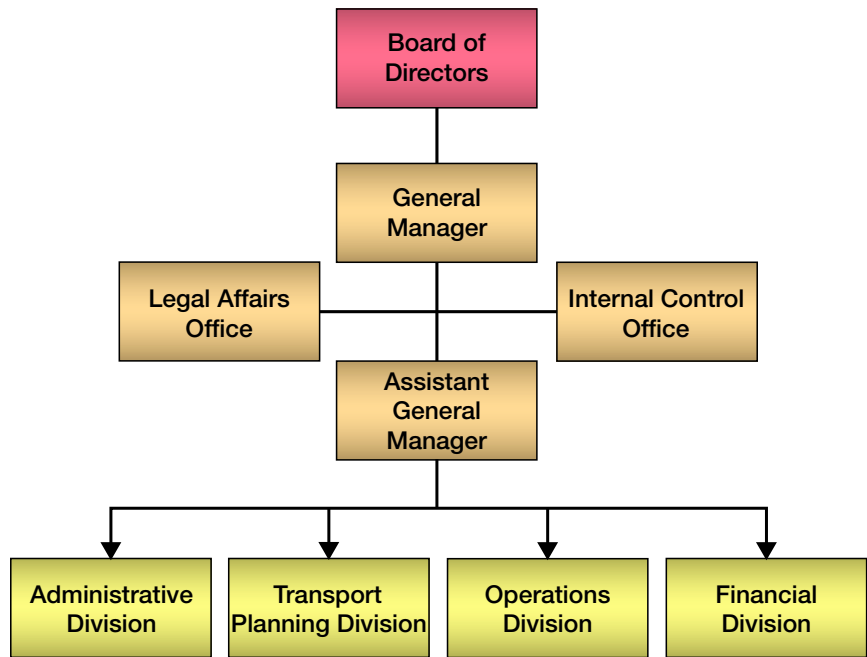 Board of
Directors
General
Manager
Legal Affairs
Office
Internal Control
Office
Assistant
General
Manager
Administrative
Division
Transport
Planning Division
Operations
Division
Financial
Division